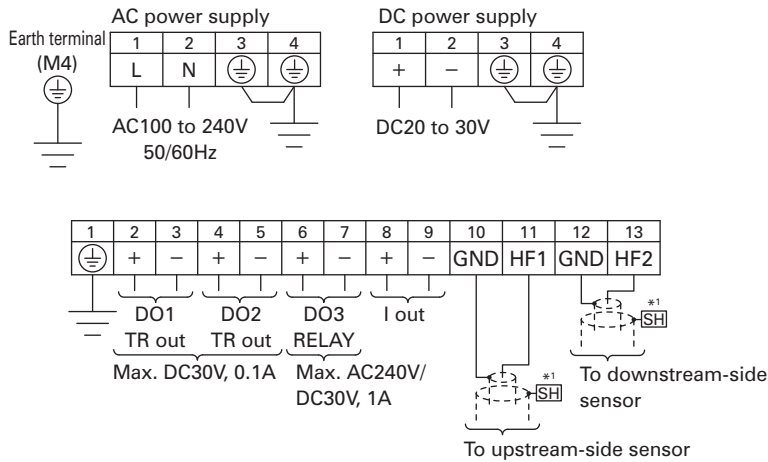 AC power supply
1 2 3 4
L N
AC100 to 240V
50/60Hz
Earth terminal
(M4)
DC power supply
1 2 3 4
+ −
DC20 to 30V
1 2 3 4 5 6 7 8 9 10 11 12 13
+ − + − + − + − GND HF1 GND HF2
DO1 DO2 DO3 I out
TR out TR out RELAY
Max. DC30V, 0.1A
Max. AC240V/
DC30V, 1A
*1
SH
To upstream-side sensor
*1
SH
To downstream-side
sensor